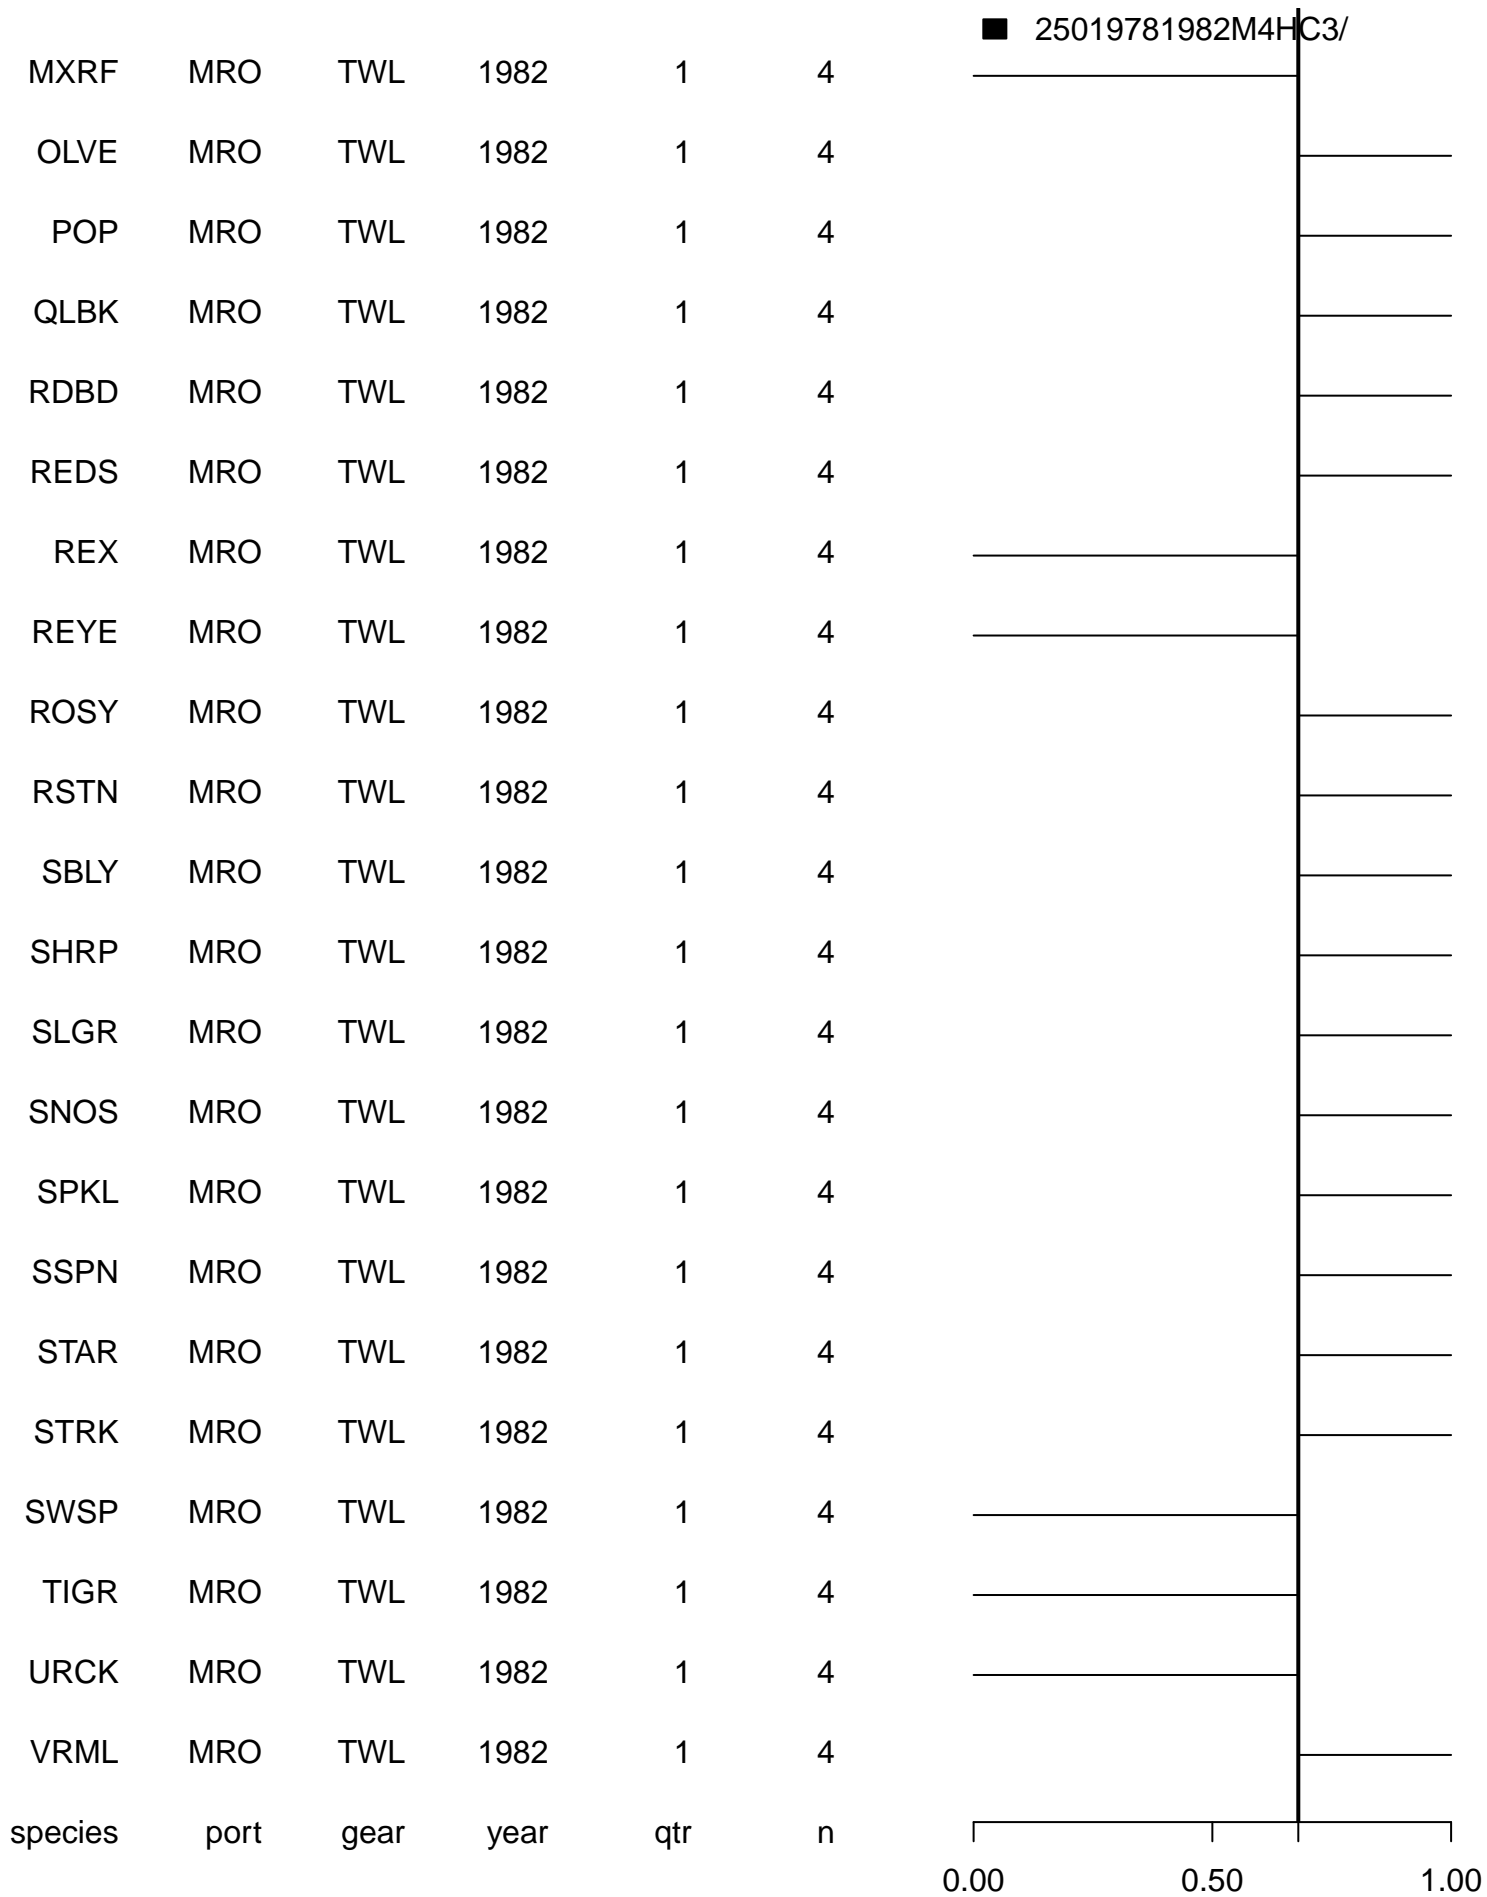 25019781982M4HC3/
MXRF MRO TWL 1982 1 4
OLVE MRO TWL 1982 1 4
POP MRO TWL 1982 1 4
QLBK MRO TWL 1982 1 4
RDBD MRO TWL 1982 1 4
REDS MRO TWL 1982 1 4
REX MRO TWL 1982 1 4
REYE MRO TWL 1982 1 4
ROSY MRO TWL 1982 1 4
RSTN MRO TWL 1982 1 4
SBLY MRO TWL 1982 1 4
SHRP MRO TWL 1982 1 4
SLGR MRO TWL 1982 1 4
SNOS MRO TWL 1982 1 4
SPKL MRO TWL 1982 1 4
SSPN MRO TWL 1982 1 4
STAR MRO TWL 1982 1 4
STRK MRO TWL 1982 1 4
SWSP MRO TWL 1982 1 4
TIGR MRO TWL 1982 1 4
URCK MRO TWL 1982 1 4
VRML MRO TWL 1982 1 4
species port gear year qtr n
0.00 0.50 1.00